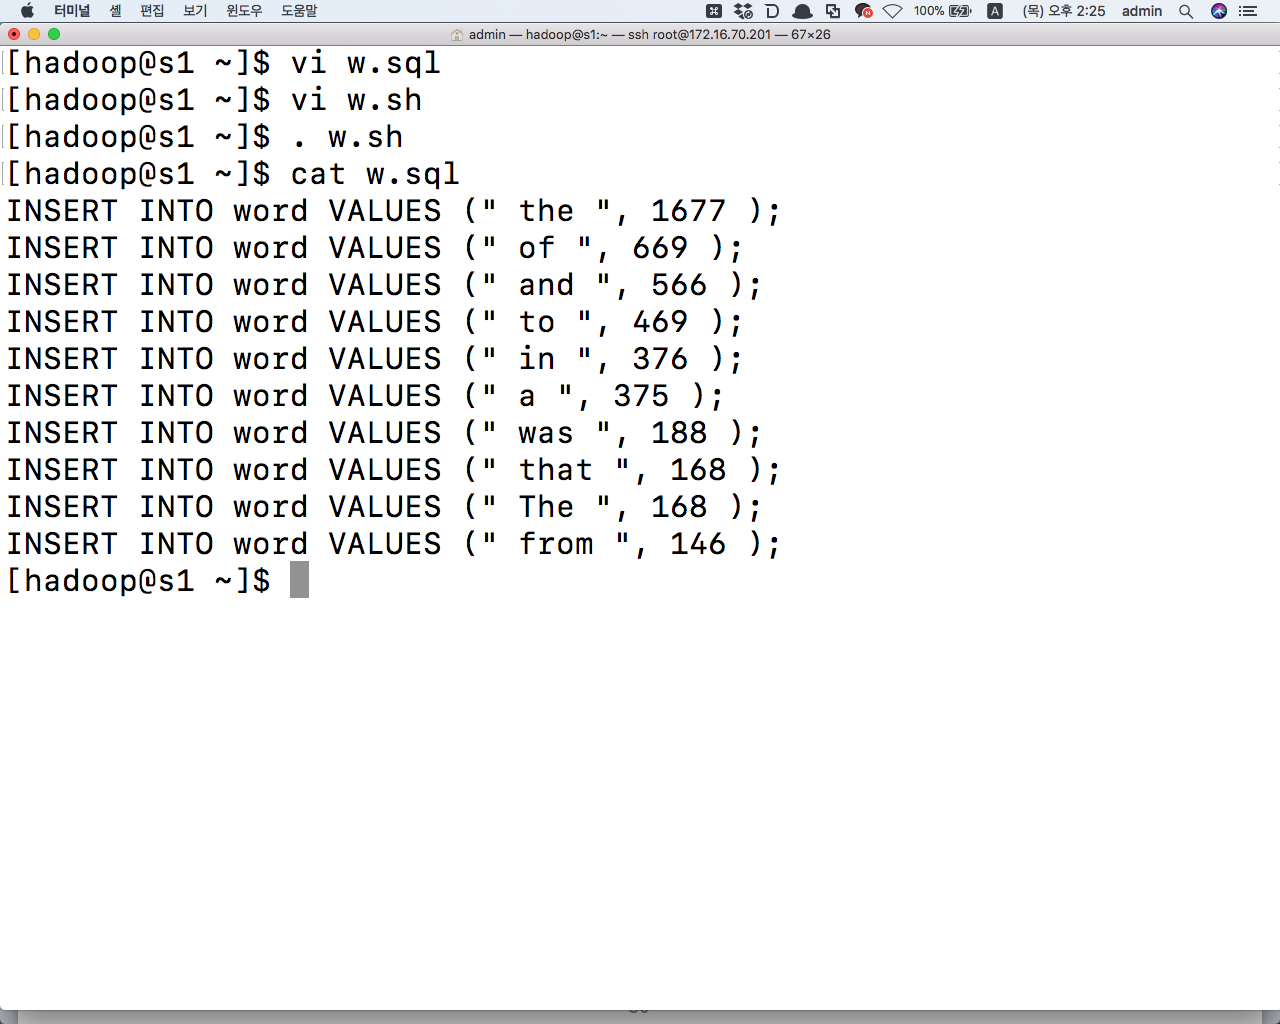 터미널 셸 편집 보기 윈도우 도움말 100% A (목) 오후 2:25 admin
admin — hadoop@s1:~ — ssh root@172.16.70.201 — 67×26
[hadoop@s1 ~]$ vi w.sql
[hadoop@s1 ~]$ vi w.sh
[hadoop@s1 ~]$ . w.sh
[hadoop@s1 ~]$ cat w.sql
INSERT INTO word VALUES (" the ", 1677 );
INSERT INTO word VALUES (" of ", 669 );
INSERT INTO word VALUES (" and ", 566 );
INSERT INTO word VALUES (" to ", 469 );
INSERT INTO word VALUES (" in ", 376 );
INSERT INTO word VALUES (" a ", 375 );
INSERT INTO word VALUES (" was ", 188 );
INSERT INTO word VALUES (" that ", 168 );
INSERT INTO word VALUES (" The ", 168 );
INSERT INTO word VALUES (" from ", 146 );
[hadoop@s1 ~]$